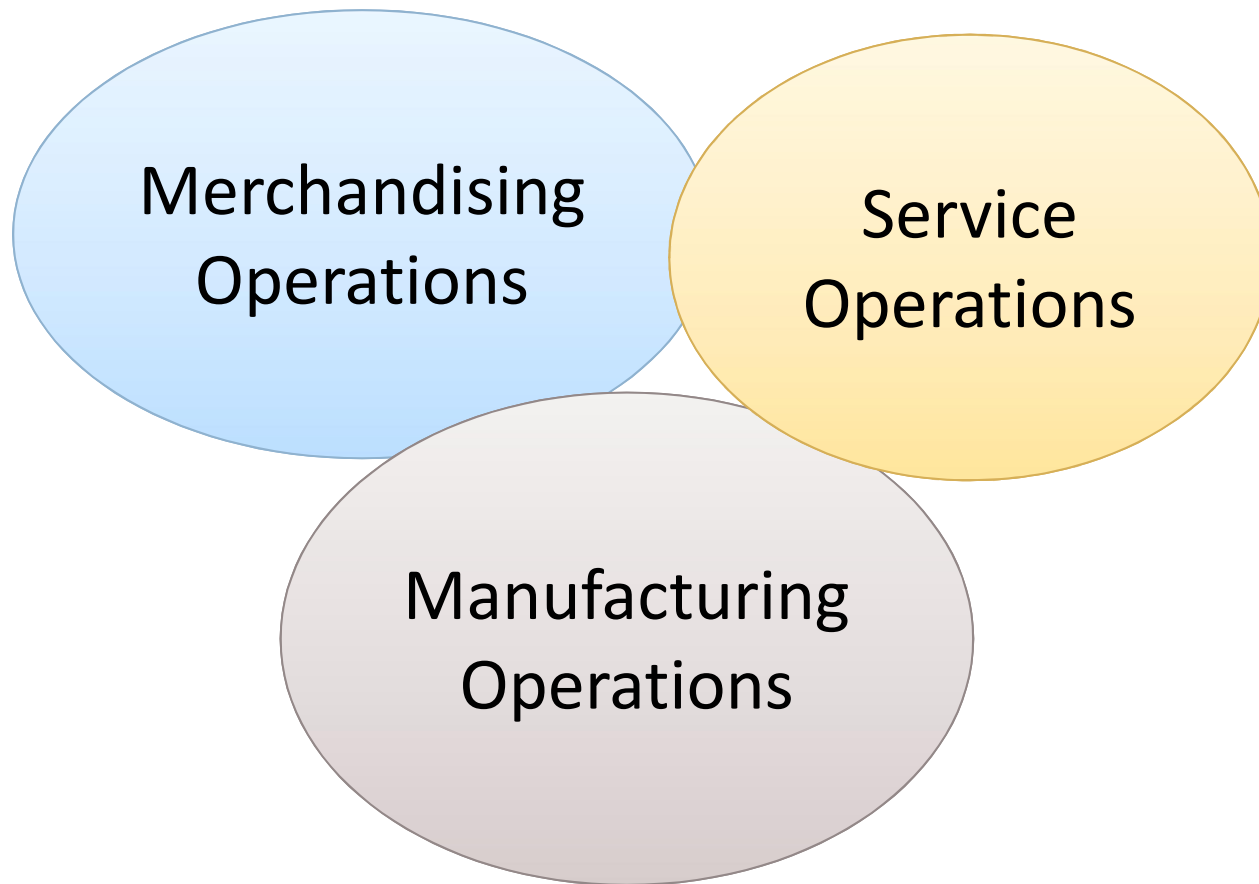 Merchandising
Operations
Service
Operations
Manufacturing
Operations